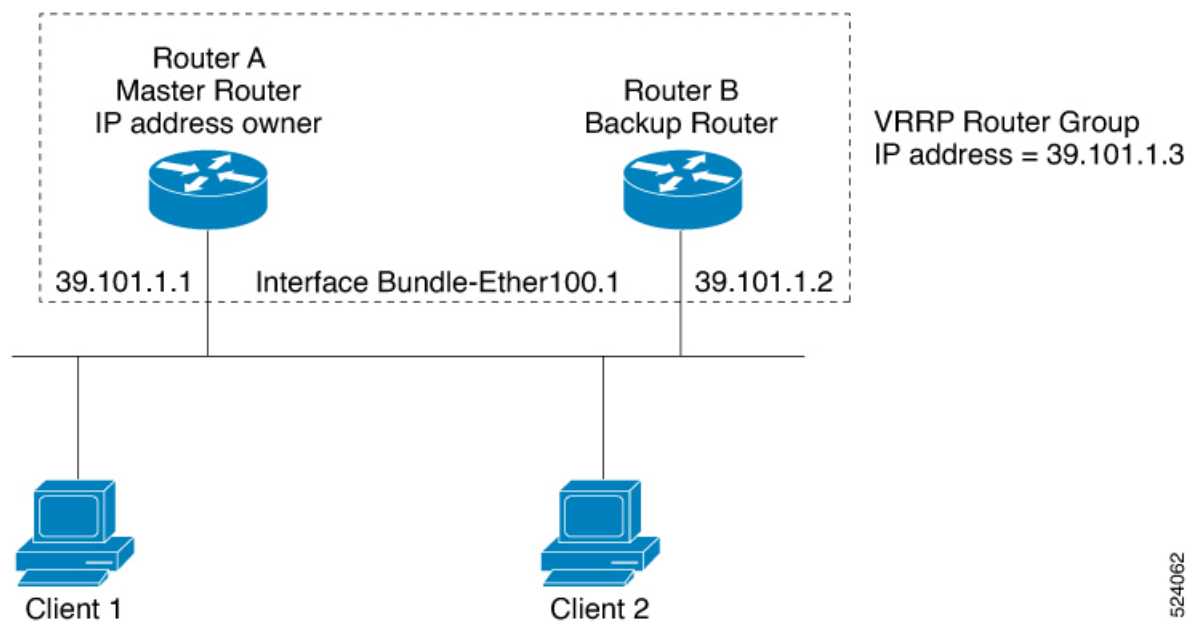 Router A
Master Router
IP address owner
Router B
Backup Router
VRRP Router Group
IP address = 39.101.1.3
39.101.1.1
Interface Bundle-Ether100.1
39.101.1.2
Client 1
Client 2
524062